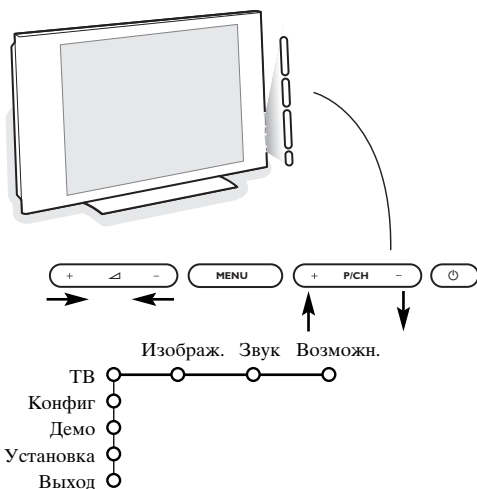 + ⊿ - MENU + P/CH - ⏻
Изображ. Звук Возможн.
ТВ
Конфиг
Демо
Установка
Выход